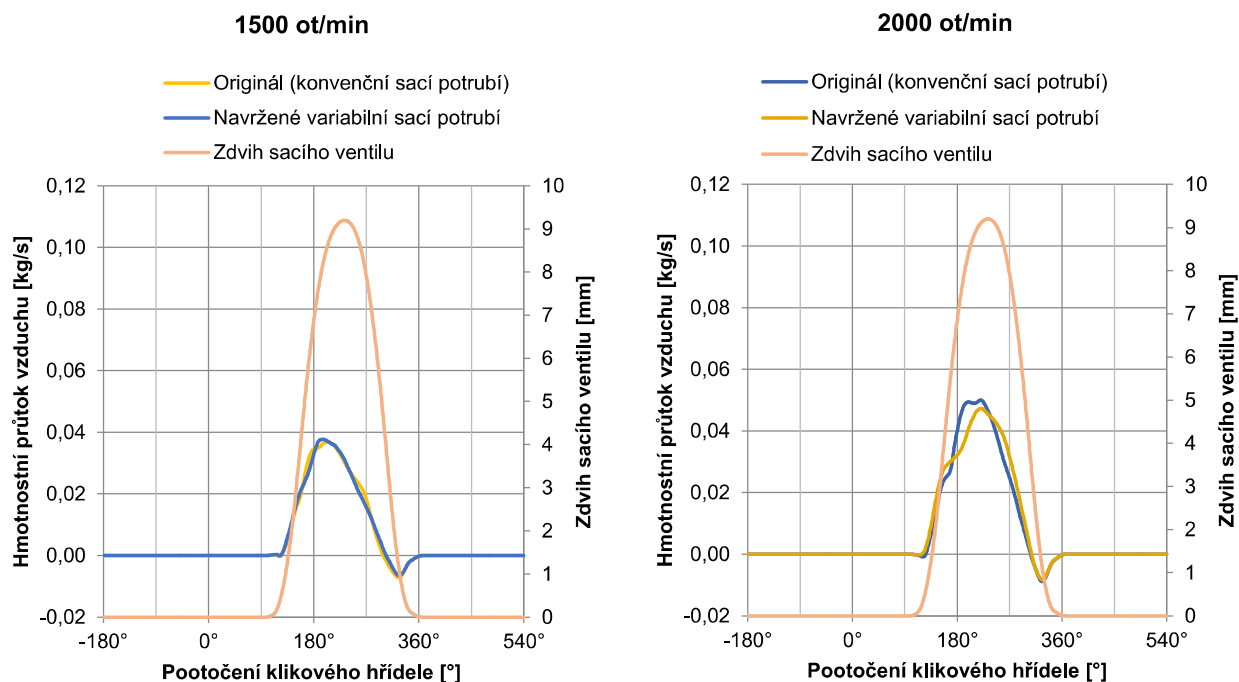 1500 ot/min
Originál (konvenční sací potrubí)
Navržené variabilní sací potrubí
Zdvih sacího ventilu
Hmotnostní průtok vzduchu [kg/s]
0,12
0,10
0,08
0,06
0,04
0,02
0,00
-0,02
10
9
8
7
6
5
4
3
2
1
0
Zdvih sacího ventilu [mm]
-180° 0° 180° 360° 540°
Pootočení klikového hřídele [°]
2000 ot/min
Originál (konvenční sací potrubí)
Navržené variabilní sací potrubí
Zdvih sacího ventilu
Hmotnostní průtok vzduchu [kg/s]
0,12
0,10
0,08
0,06
0,04
0,02
0,00
-0,02
10
9
8
7
6
5
4
3
2
1
0
Zdvih sacího ventilu [mm]
-180° 0° 180° 360° 540°
Pootočení klikového hřídele [°]